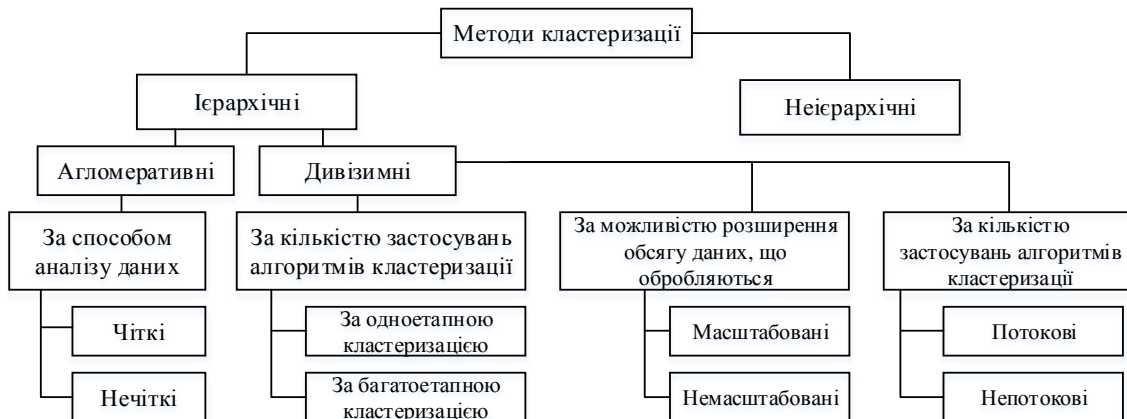 Методи кластеризації
Ієрархічні
Неієрархічні
Агломеративні
Дивізимні
За способом
аналізу даних
За кількістю застосувань
алгоритмів кластеризації
За можливістю розширення
обсягу даних, що
обробляються
За кількістю
застосувань алгоритмів
кластеризації
Чіткі
За одноетапною
кластеризацією
Масштабовані
Потокові
Нечіткі
За багатоетапною
кластеризацією
Немасштабовані
Непотокові